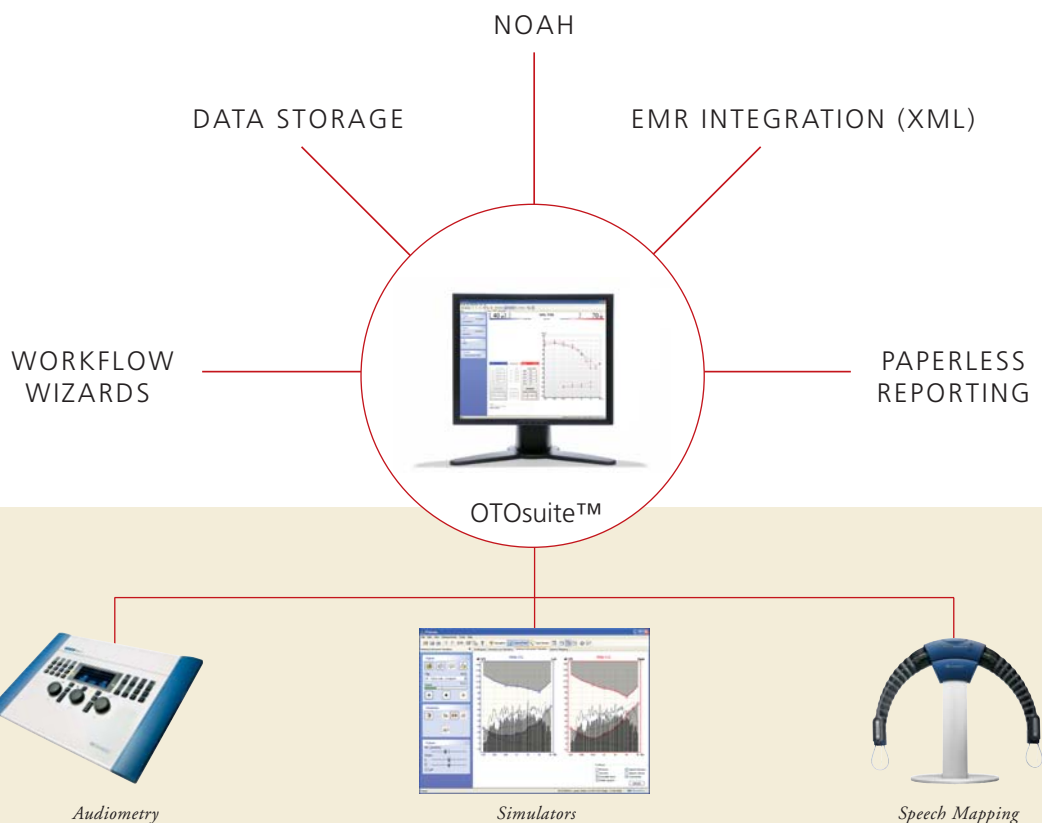 NOAH
DATA STORAGE
EMR INTEGRATION (XML)
WORKFLOW
WIZARDS
PAPERLESS
REPORTING
OTOsuite™
Audiometry
Simulators
Speech Mapping